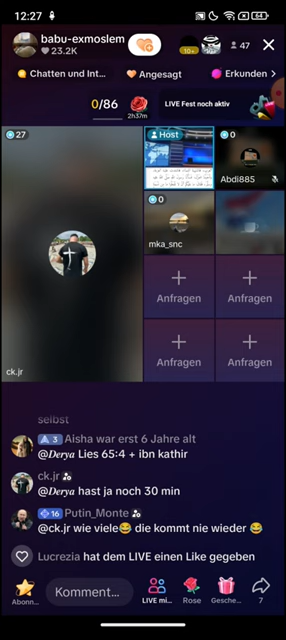 12:27
64
babu-exmoslem
23.2K
10+
47
Chatten und Int...
Angesagt
Erkunden >
0/86
2h37m
LIVE Fest noch aktiv
27
Host
0
Abdi885
0
mka_snc
Anfragen
Anfragen
Anfragen
Anfragen
ck.jr
selbst
3 Aisha war erst 6 Jahre alt
@𝑫𝒆𝒓𝒚𝒂 Lies 65:4 + ibn kathir
ck.jr
@𝑫𝒆𝒓𝒚𝒂 hast ja noch 30 min
16 Putin_Monte
@ck.jr wie viele😂 die kommt nie wieder 😂
Lucrezia hat dem LIVE einen Like gegeben
Abonn...
Komment...
LIVE mi...
Rose
Gesche...
7